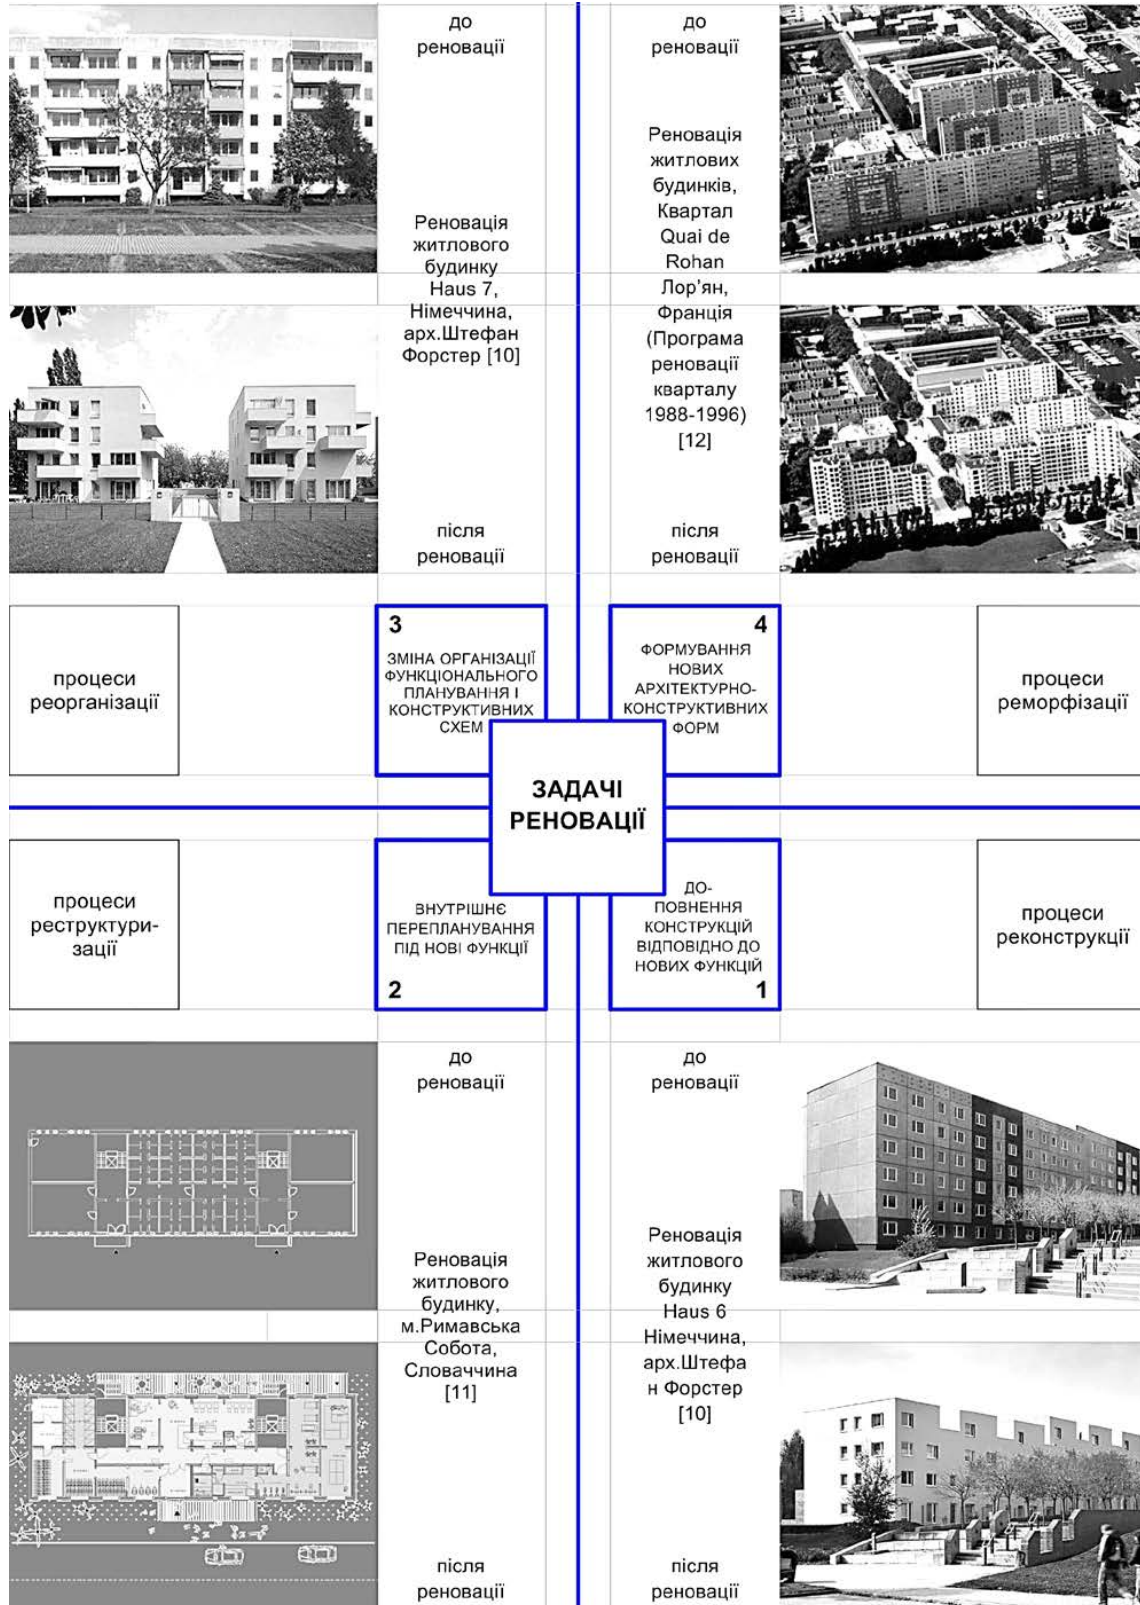 до
реновації
Реновація
житлового
будинку
Haus 7,
Німеччина,
арх.Штефан
Форстер [10]
після
реновації
до
реновації
Реновація
житлових
будинків,
Квартал
Quai de
Rohan
Лор’ян,
Франція
(Програма
реновації
кварталу
1988-1996)
[12]
після
реновації
процеси
реорганізації
3
ЗМІНА ОРГАНІЗАЦІЇ
ФУНКЦІОНАЛЬНОГО
ПЛАНУВАННЯ І
КОНСТРУКТИВНИХ
СХЕМ
4
ФОРМУВАННЯ
НОВИХ
АРХІТЕКТУРНО-
КОНСТРУКТИВНИХ
ФОРМ
процеси
реморфізації
ЗАДАЧІ
РЕНОВАЦІЇ
процеси
реструктури-
зації
ВНУТРІШНЄ
ПЕРЕПЛАНУВАННЯ
ПІД НОВІ ФУНКЦІЇ
2
ДО-
ПОВНЕННЯ
КОНСТРУКЦІЙ
ВІДПОВІДНО ДО
НОВИХ ФУНКЦІЙ
1
процеси
реконструкції
до
реновації
Реновація
житлового
будинку,
м.Римавська
Собота,
Словаччина
[11]
після
реновації
до
реновації
Реновація
житлового
будинку
Haus 6
Німеччина,
арх.Штефа
н Форстер
[10]
після
реновації